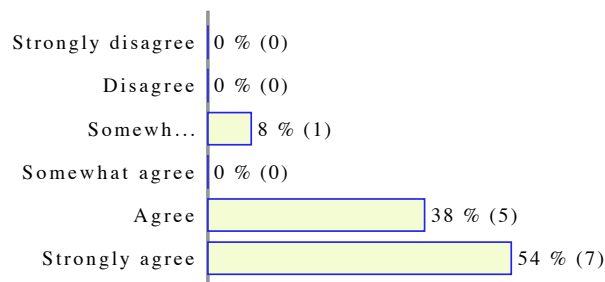 Strongly disagree 0 % (0)
Disagree 0 % (0)
Somewh... 8 % (1)
Somewhat agree 0 % (0)
Agree 38 % (5)
Strongly agree 54 % (7)